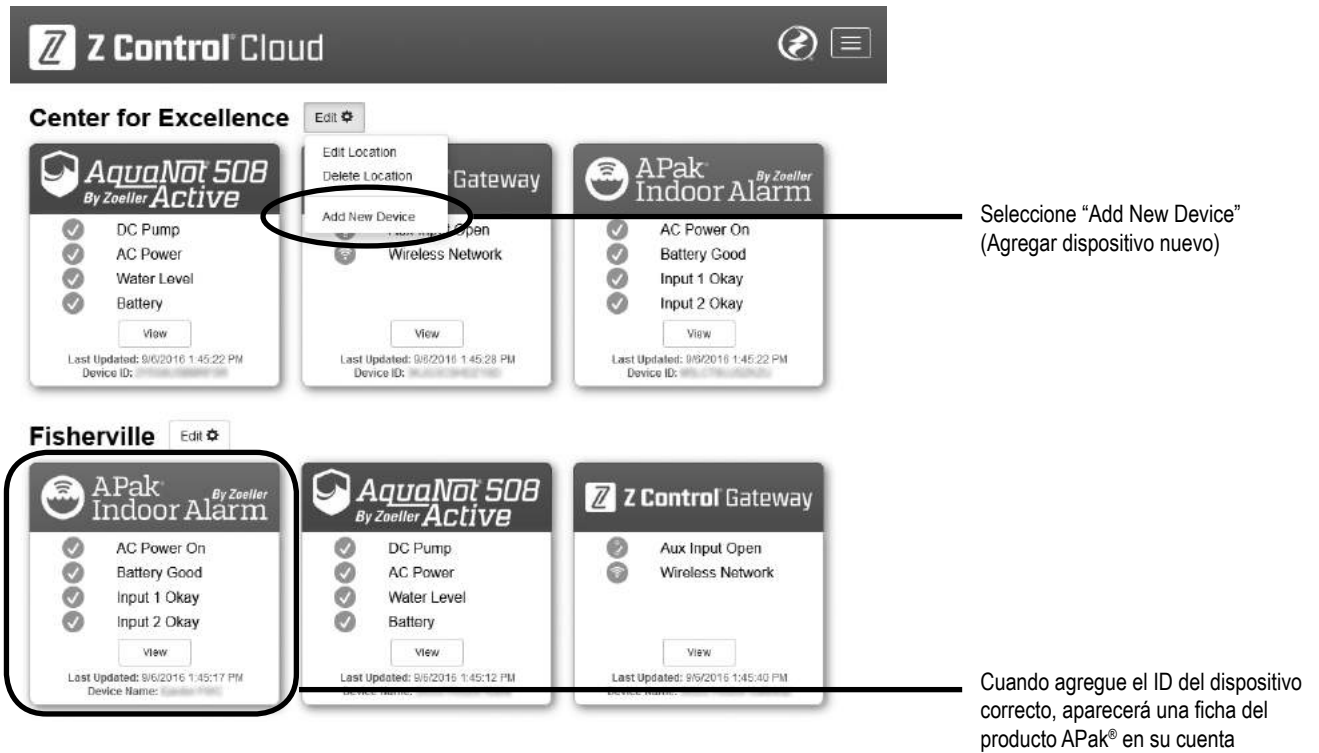 Z Control® Cloud
Center for Excellence Edit
Edit Location
Delete Location
Add New Device
AquaNot® 508
By Zoeller Active
DC Pump
AC Power
Water Level
Battery
View
Last Updated: 9/6/2016 1:45:22 PM
Device ID:
Gateway
Aux Input Open
Wireless Network
View
Last Updated: 9/6/2016 1:45:28 PM
Device ID:
APak® By Zoeller
Indoor Alarm
AC Power On
Battery Good
Input 1 Okay
Input 2 Okay
View
Last Updated: 9/6/2016 1:45:22 PM
Device ID:
Seleccione “Add New Device”
(Agregar dispositivo nuevo)
Fisherville Edit
APak® By Zoeller
Indoor Alarm
AC Power On
Battery Good
Input 1 Okay
Input 2 Okay
View
Last Updated: 9/6/2016 1:45:17 PM
Device Name:
AquaNot® 508
By Zoeller Active
DC Pump
AC Power
Water Level
Battery
View
Last Updated: 9/6/2016 1:45:12 PM
Device Name:
Z Control® Gateway
Aux Input Open
Wireless Network
View
Last Updated: 9/6/2016 1:45:40 PM
Device Name:
Cuando agregue el ID del dispositivo
correcto, aparecerá una ficha del
producto APak® en su cuenta